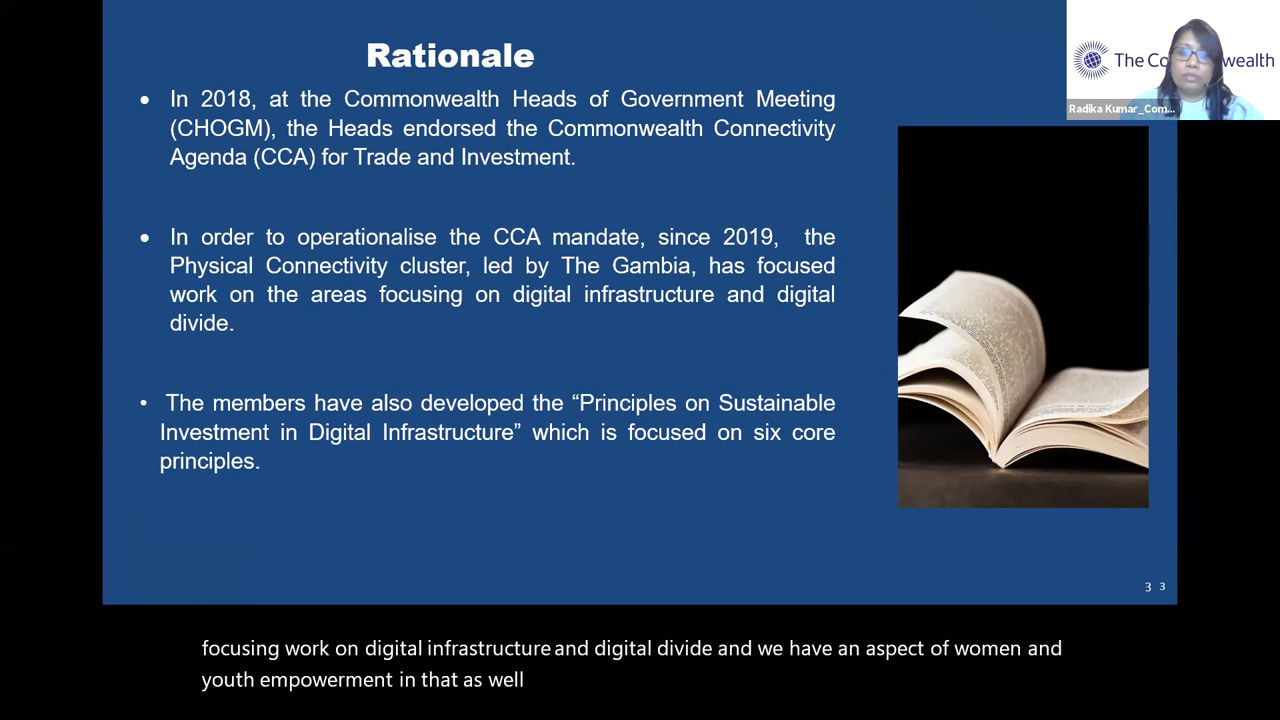 Rationale
• In 2018, at the Commonwealth Heads of Government Meeting
(CHOGM), the Heads endorsed the Commonwealth Connectivity
Agenda (CCA) for Trade and Investment.
• In order to operationalise the CCA mandate, since 2019, the
Physical Connectivity cluster, led by The Gambia, has focused
work on the areas focusing on digital infrastructure and digital
divide.
• The members have also developed the “Principles on Sustainable
Investment in Digital Infrastructure” which is focused on six core
principles.
The Co wealth
Radika Kumar_Com...
3 3
focusing work on digital infrastructure and digital divide and we have an aspect of women and
youth empowerment in that as well